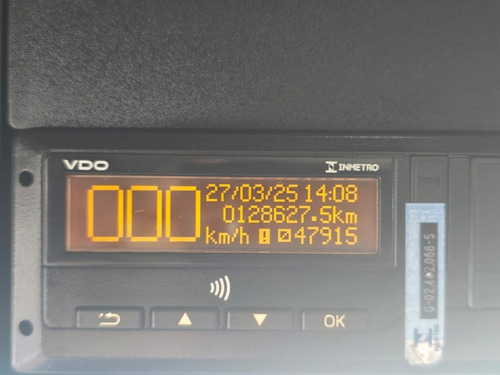 VDO
INMETRO
000
27/03/25 14:08
0128627.5km
km/h 47915
OK